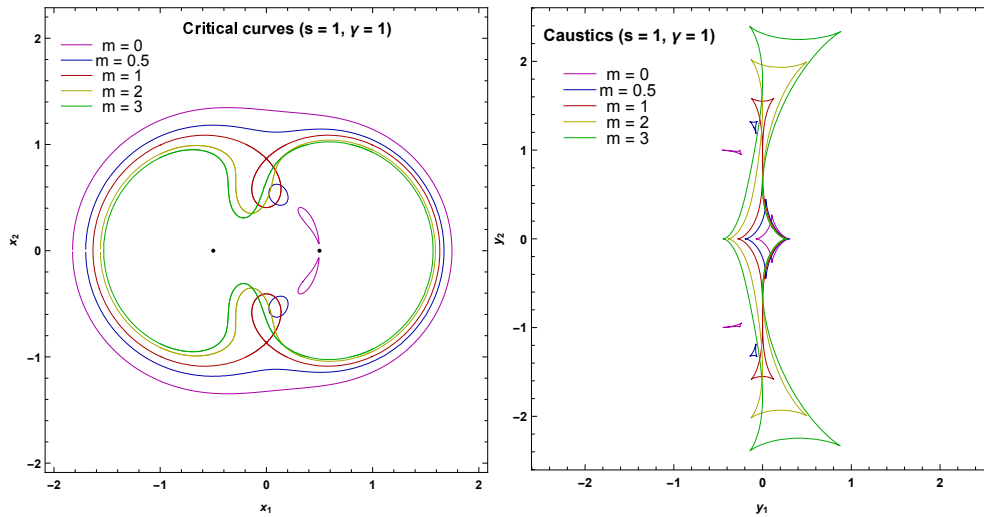 Critical curves (s = 1, γ = 1)
m = 0
m = 0.5
m = 1
m = 2
m = 3
2
1
0
−1
−2
−2
−1
0
1
2
x₂
x₁
Caustics (s = 1, γ = 1)
m = 0
m = 0.5
m = 1
m = 2
m = 3
2
1
0
−1
−2
−2
−1
0
1
2
y₂
y₁